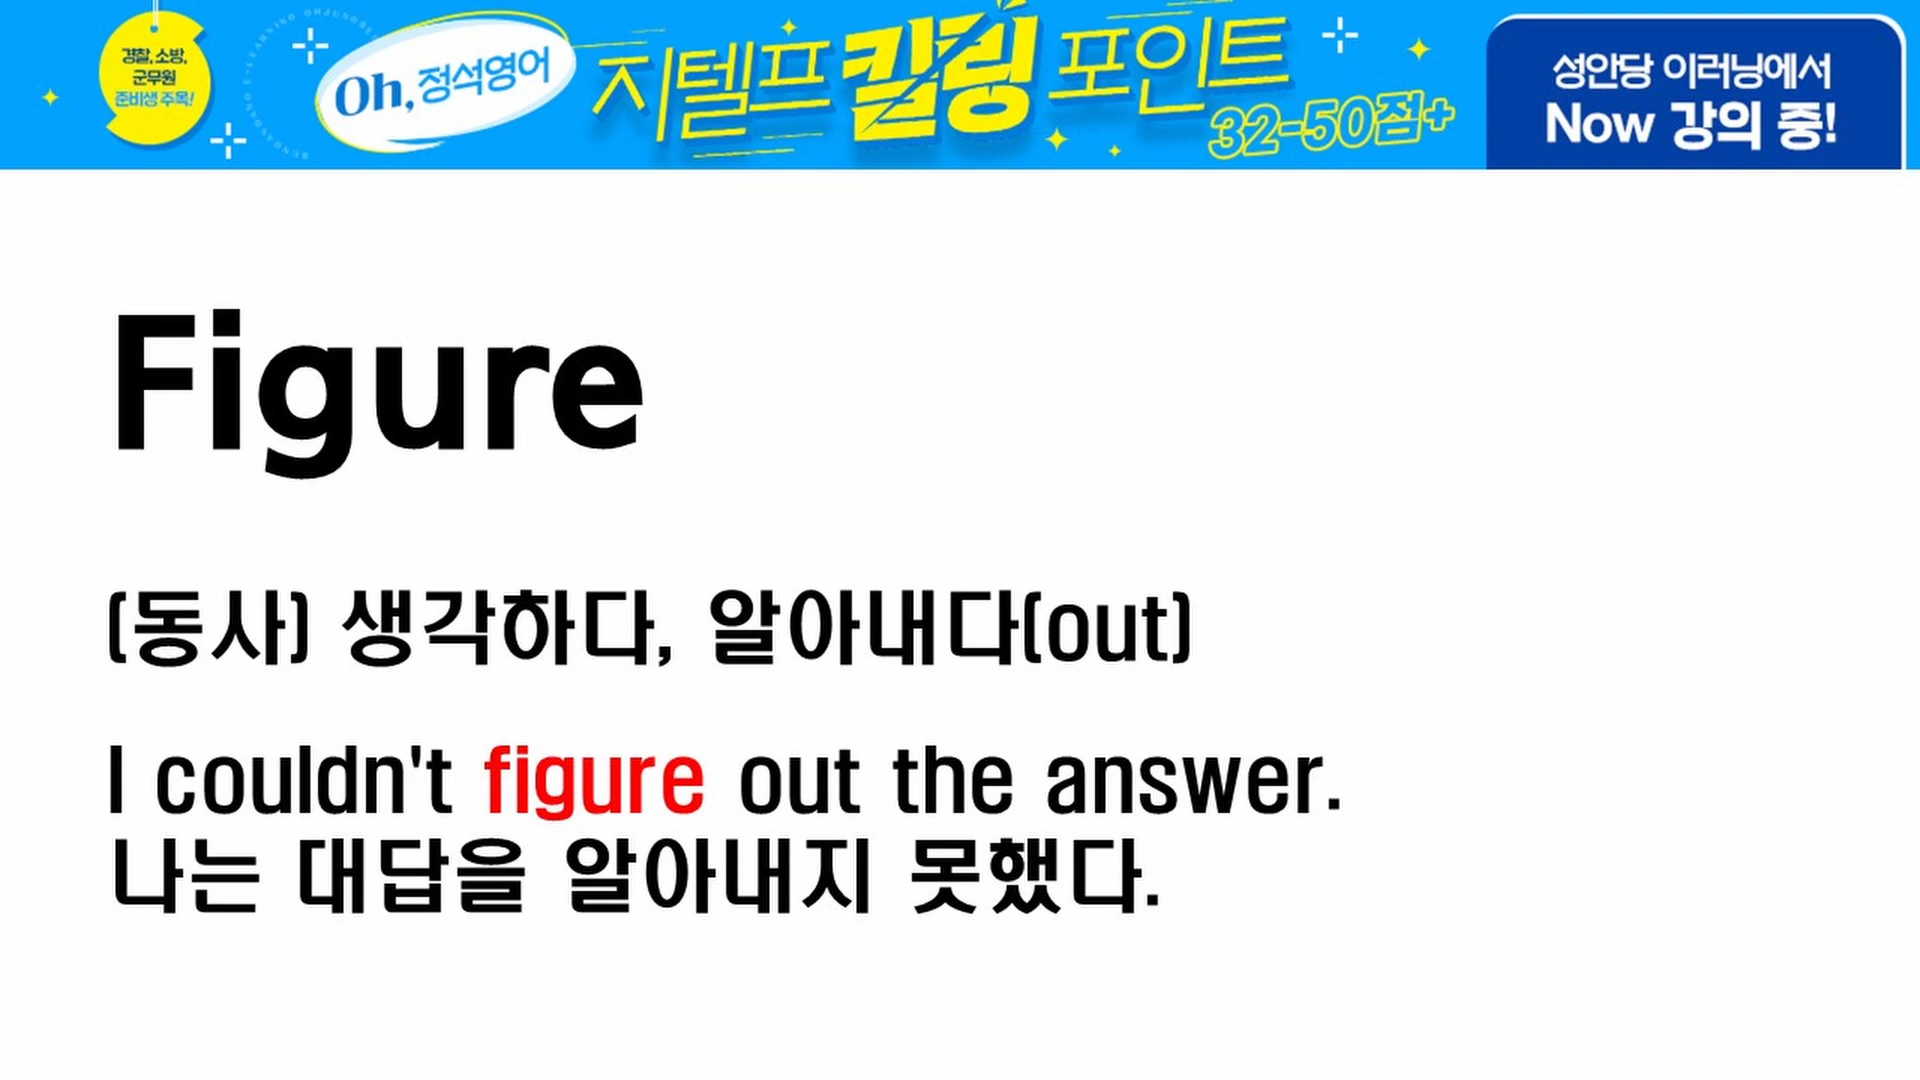 경찰, 소방,
군무원
준비생 주목!
Oh, 정석영어
지텔프 킬링 포인트
32-50점+
성안당 이러닝에서
Now 강의 중!
Figure
(동사) 생각하다, 알아내다(out)
I couldn't figure out the answer.
나는 대답을 알아내지 못했다.